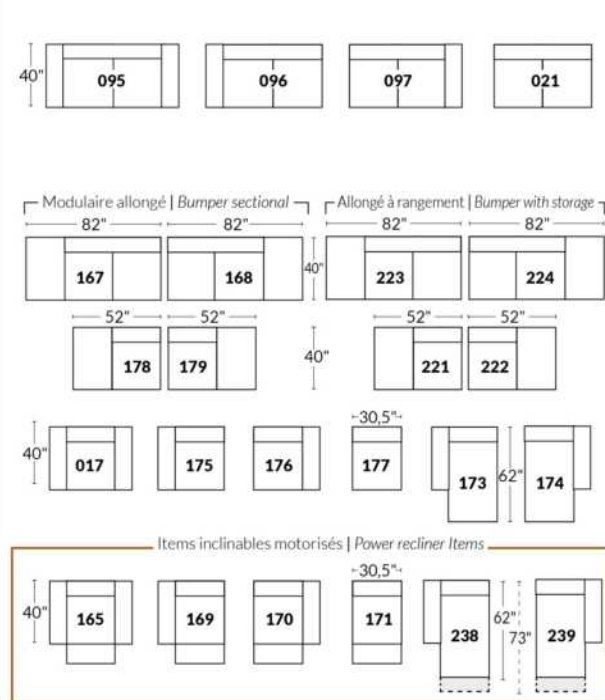 40" 095 096 097 021
Modulaire allongé | Bumper sectional Allongé à rangement | Bumper with storage
82" 82" 82" 82"
167 168 40" 223 224
52" 52" 52" 52"
178 179 40" 221 222
30,5"
40" 017 175 176 177 173 62" 174
Items inclinables motorisés | Power recliner Items
30,5"
40" 165 169 170 171 238 62" 73" 239